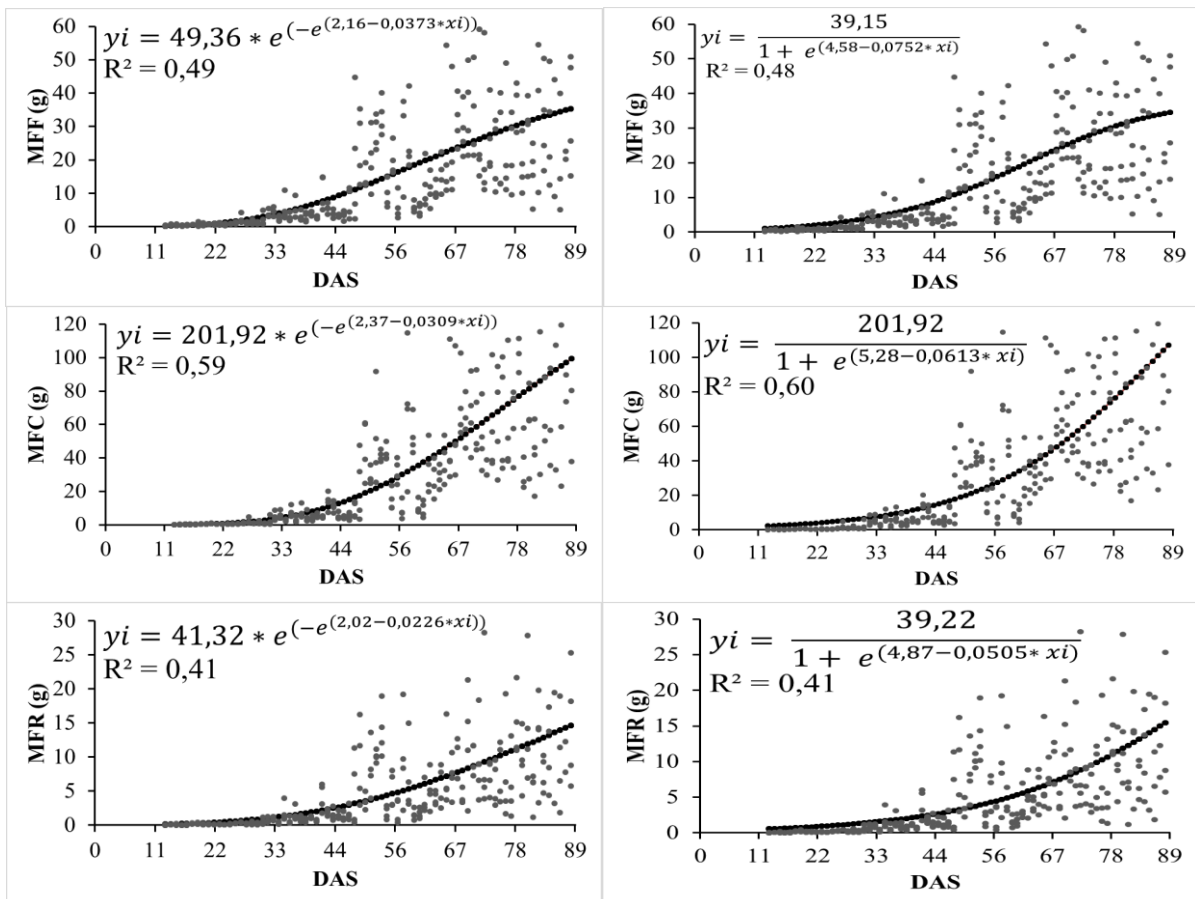 yi = 49,36 * e^(−e^(2,16−0,0373*xi))
R² = 0,49
MFF (g)
60
50
40
30
20
10
0
0 11 22 33 44 56 67 78 89
DAS
yi = 39,15 / 1 + e^(4,58−0,0752* xi)
R² = 0,48
MFF (g)
60
50
40
30
20
10
0
0 11 22 33 44 56 67 78 89
DAS
yi = 201,92 * e^(−e^(2,37−0,0309*xi))
R² = 0,59
MFC (g)
120
100
80
60
40
20
0
0 11 22 33 44 56 67 78 89
DAS
yi = 201,92 / 1 + e^(5,28−0,0613* xi)
R² = 0,60
MFC (g)
120
100
80
60
40
20
0
0 11 22 33 44 56 67 78 89
DAS
yi = 41,32 * e^(−e^(2,02−0,0226*xi))
R² = 0,41
MFR (g)
30
25
20
15
10
5
0
0 11 22 33 44 56 67 78 89
DAS
yi = 39,22 / 1 + e^(4,87−0,0505* xi)
R² = 0,41
MFR (g)
30
25
20
15
10
5
0
0 11 22 33 44 56 67 78 89
DAS